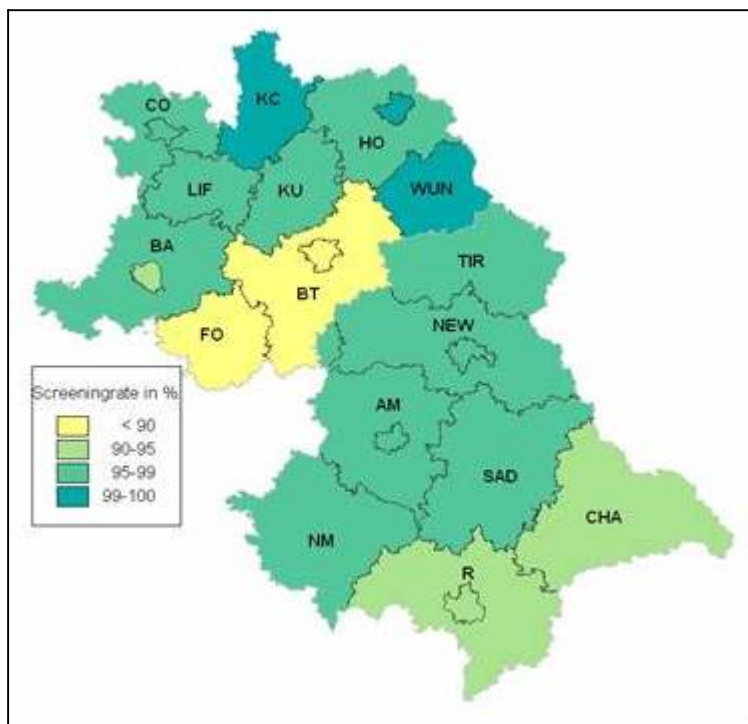 KC
CO
HO
WUN
LIF
KU
BA
TIR
BT
NEW
FO
Screeningrate in %
< 90
90-95
95-99
99-100
AM
SAD
CHA
NM
R